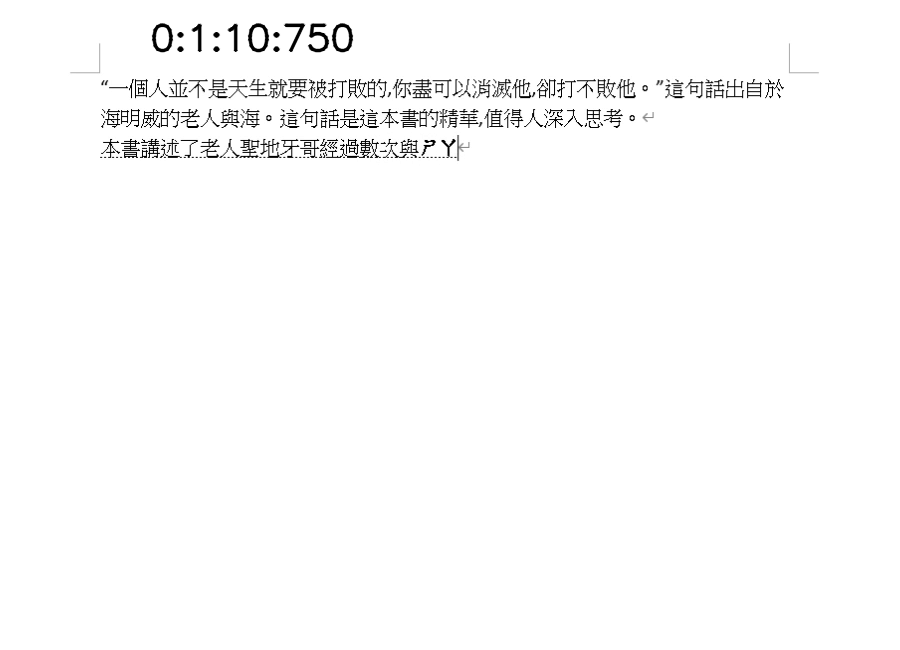 0:1:10:750
“一個人並不是天生就要被打敗的,你盡可以消滅他,卻打不敗他。”這句話出自於
海明威的老人與海。這句話是這本書的精華,值得人深入思考。
本書講述了老人聖地牙哥經過數次與ㄕㄚ